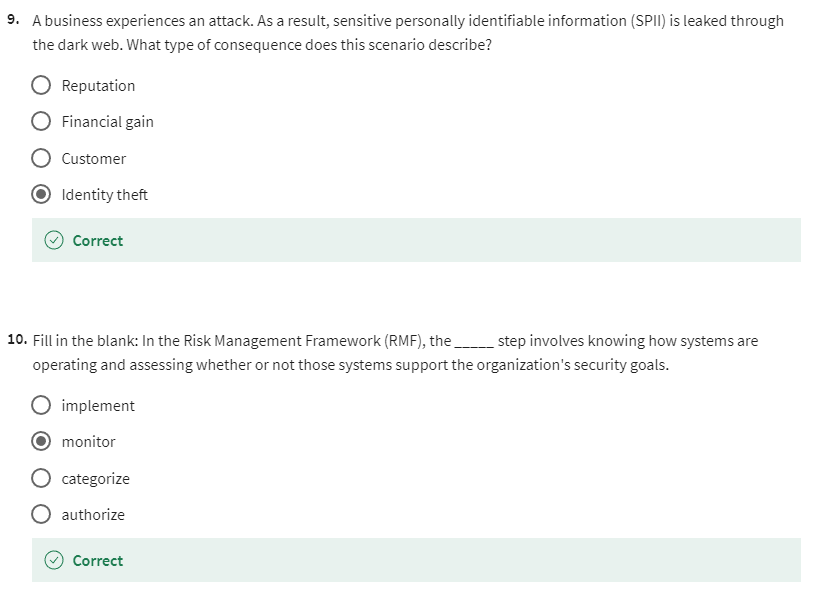 9. A business experiences an attack. As a result, sensitive personally identifiable information (SPII) is leaked through
the dark web. What type of consequence does this scenario describe?
Reputation
Financial gain
Customer
Identity theft
Correct
10. Fill in the blank: In the Risk Management Framework (RMF), the _____ step involves knowing how systems are
operating and assessing whether or not those systems support the organization's security goals.
implement
monitor
categorize
authorize
Correct